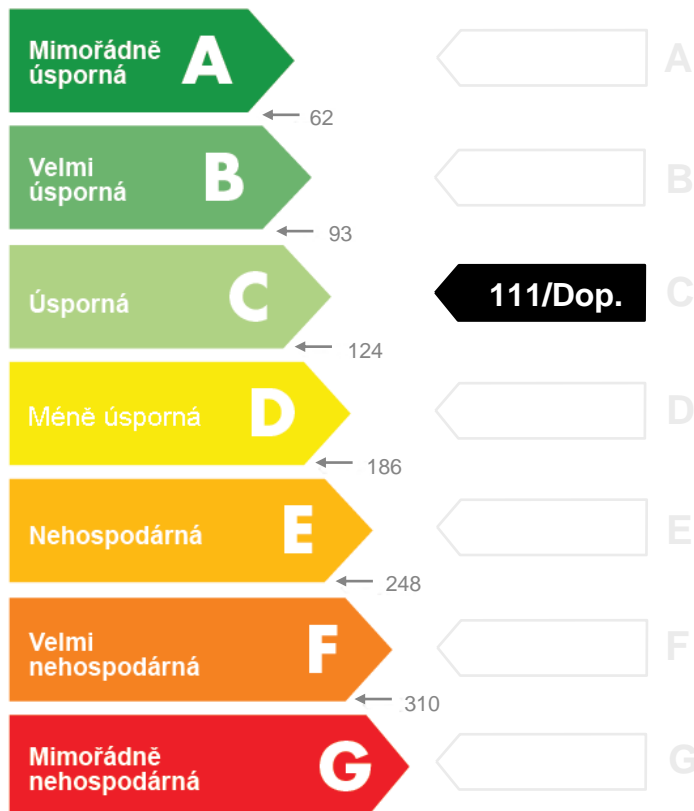 Mimořádně
úsporná
A
A
62
Velmi
úsporná
B
B
93
Úsporná
C
111/Dop.
C
124
Méně úsporná
D
D
186
Nehospodárná
E
E
248
Velmi
nehospodárná
F
F
310
Mimořádně
nehospodárná
G
G